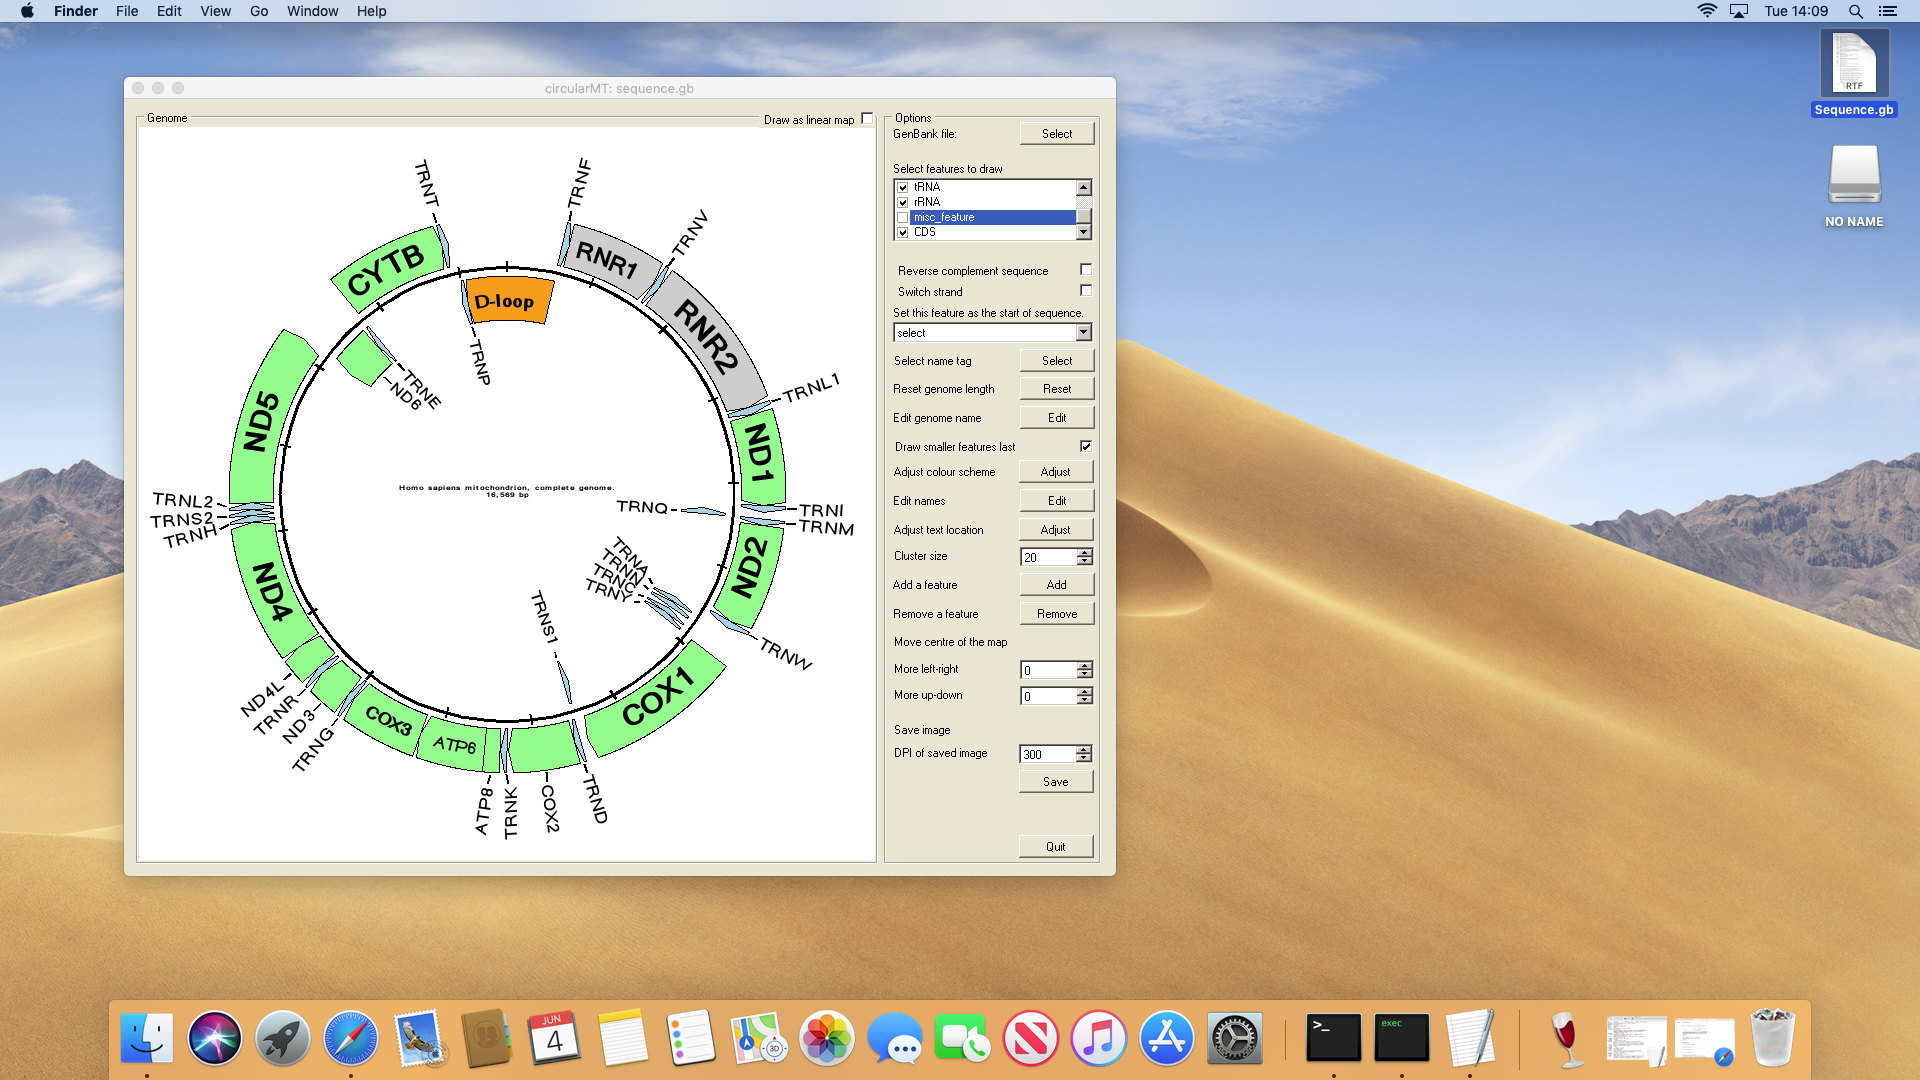 Finder File Edit View Go Window Help
Tue 14:09
Sequence.gb
RTF
NO NAME
circularMT: sequence.gb
Genome
Draw as linear map
TRNT
TRNF
TRNV
CYTB
RNR1
D-loop
RNR2
TRNP
TRNE
ND6
TRNL1
ND5
ND1
Homo sapiens mitochondrion, complete genome.
16,569 bp
TRNL2
TRNS2
TRNH
TRNQ
TRNI
TRNM
ND4
ND2
TRNA
TRNN
TRNC
TRNY
TRNS1
TRNW
ND4L
TRNR
ND3
TRNG
COX1
COX3
ATP6
ATP8
TRNK
COX2
TRND
Options
GenBank file: Select
Select features to draw
tRNA
rRNA
misc_feature
CDS
Reverse complement sequence
Switch strand
Set this feature as the start of sequence.
select
Select name tag Select
Reset genome length Reset
Edit genome name Edit
Draw smaller features last
Adjust colour scheme Adjust
Edit names Edit
Adjust text location Adjust
Cluster size 20
Add a feature Add
Remove a feature Remove
Move centre of the map
More left-right 0
More up-down 0
Save image
DPI of saved image 300
Save
Quit
JUN
4
3D
>_
exec